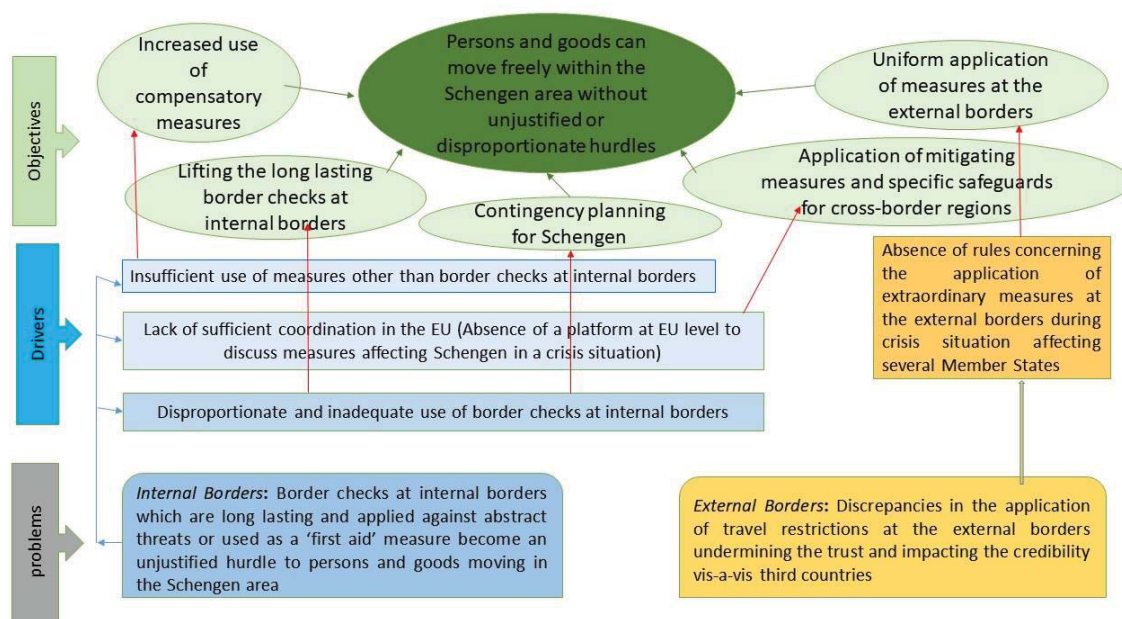 Increased use
of
compensatory
measures
Persons and goods can
move freely within the
Schengen area without
unjustified or
disproportionate hurdles
Uniform application
of measures at the
external borders
Objectives
Lifting the long lasting
border checks at
internal borders
Contingency planning
for Schengen
Application of mitigating
measures and specific safeguards
for cross-border regions
Drivers
Insufficient use of measures other than border checks at internal borders
Lack of sufficient coordination in the EU (Absence of a platform at EU level to
discuss measures affecting Schengen in a crisis situation)
Disproportionate and inadequate use of border checks at internal borders
Absence of rules concerning
the application of
extraordinary measures at
the external borders during
crisis situation affecting
several Member States
problems
Internal Borders: Border checks at internal borders
which are long lasting and applied against abstract
threats or used as a ‘first aid’ measure become an
unjustified hurdle to persons and goods moving in
the Schengen area
External Borders: Discrepancies in the application
of travel restrictions at the external borders
undermining the trust and impacting the credibility
vis-a-vis third countries